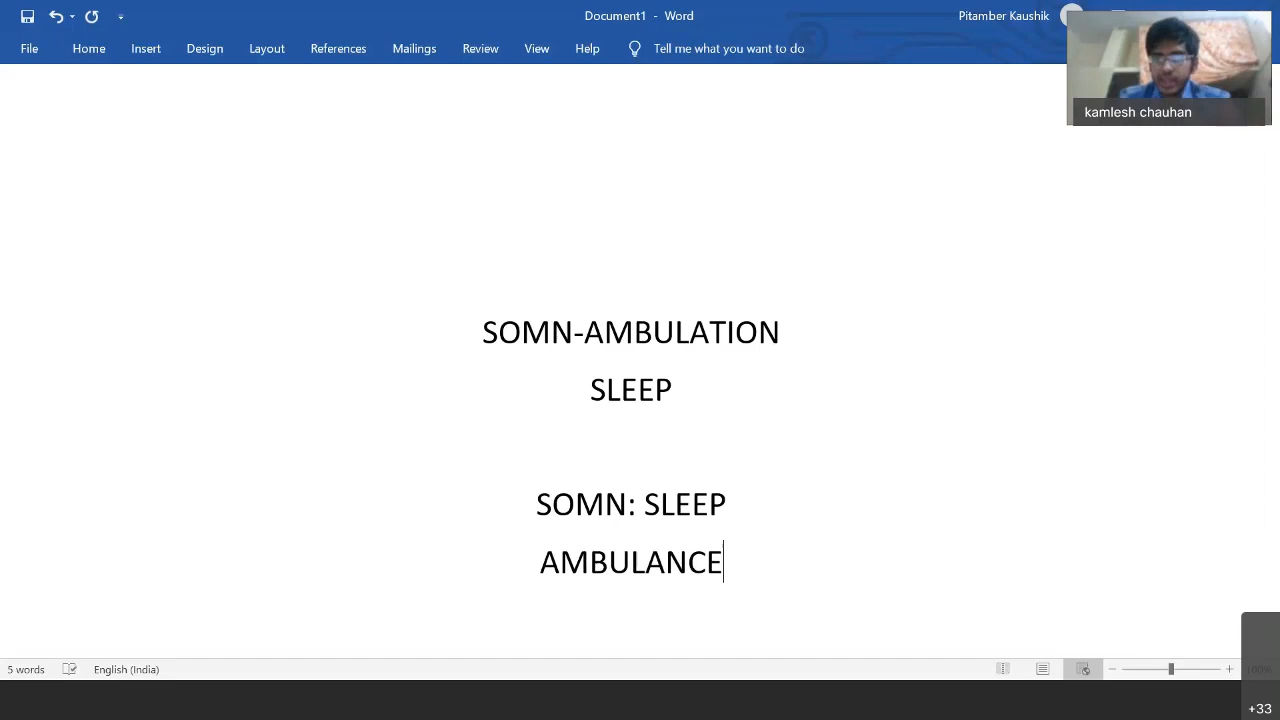 Document1 - Word
Pitamber Kaushik
File Home Insert Design Layout References Mailings Review View Help Tell me what you want to do
kamlesh chauhan
SOMN-AMBULATION
SLEEP
SOMN: SLEEP
AMBULANCE
5 words English (India)
100%
+33